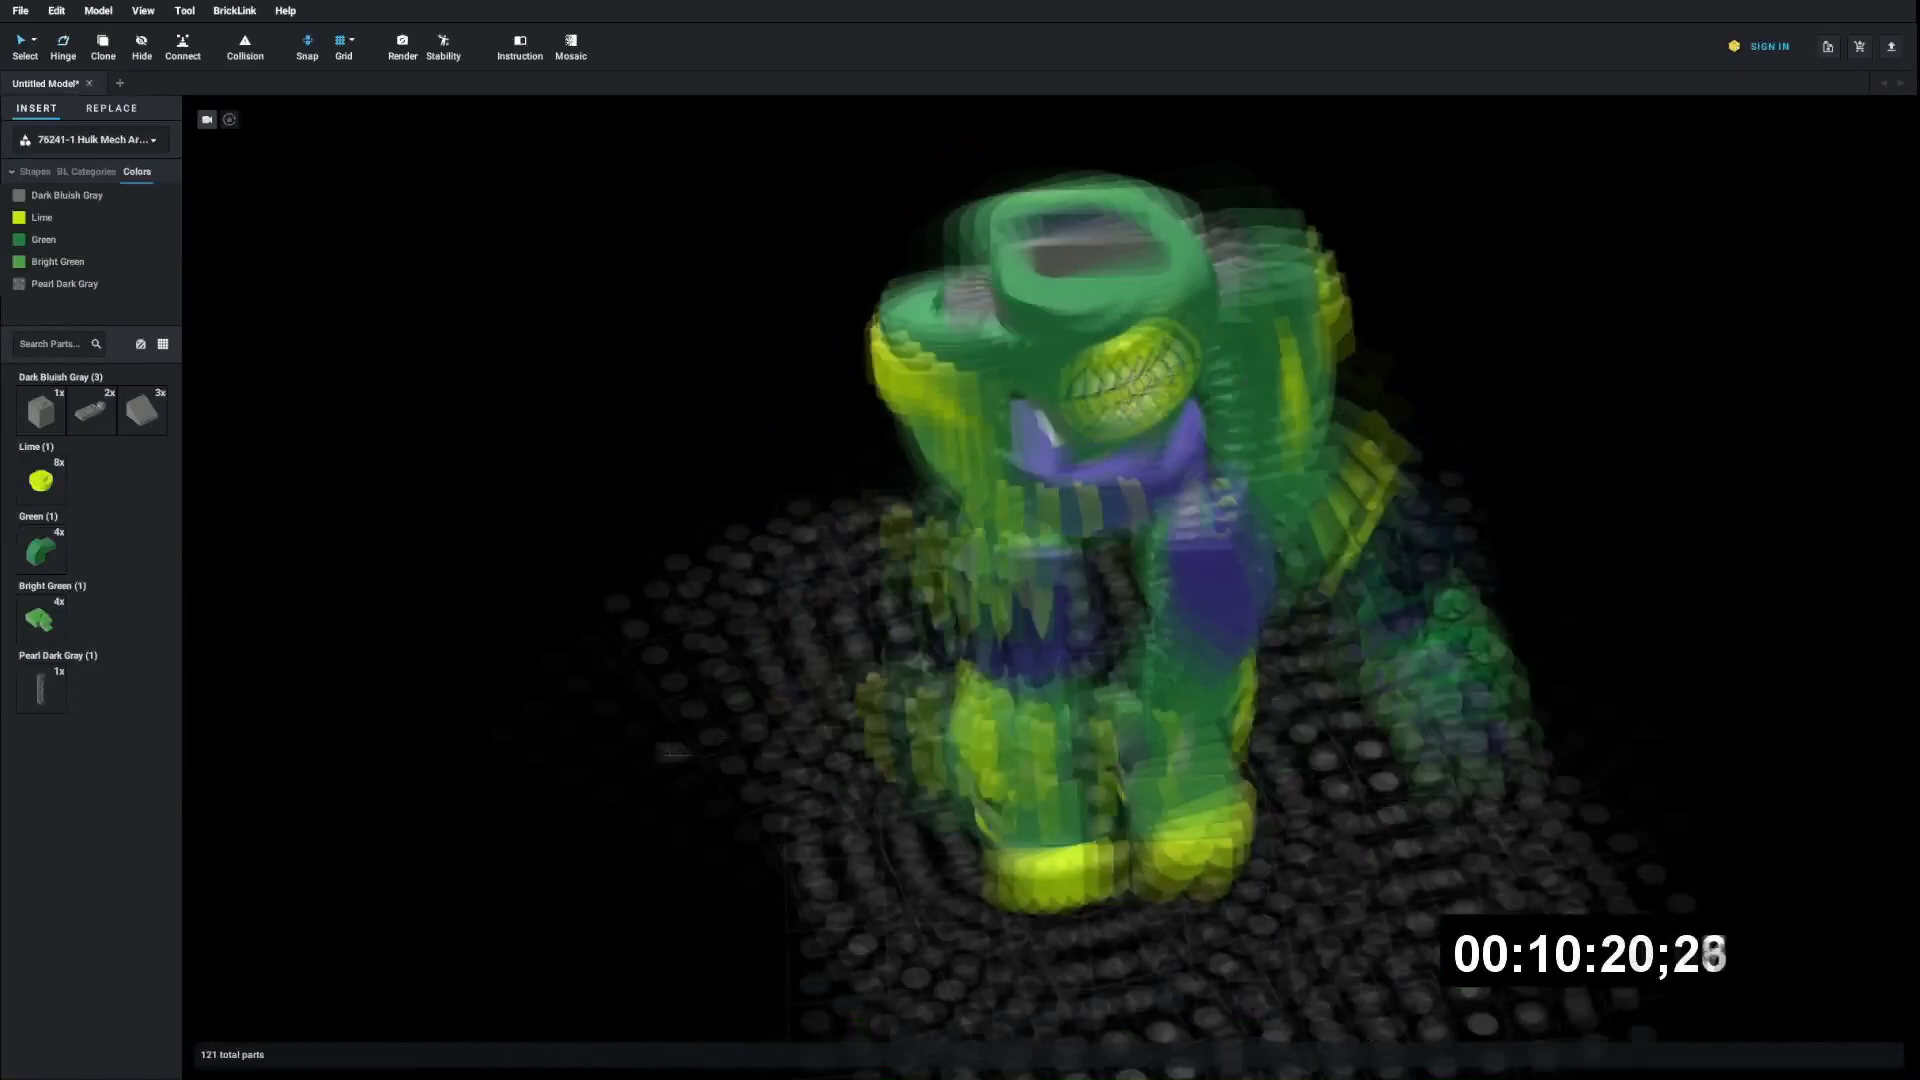 File Edit Model View Tool BrickLink Help
Select Hinge Clone Hide Connect Collision Snap Grid Render Stability Instruction Mosaic SIGN IN
Untitled Model*
INSERT REPLACE
76241-1 Hulk Mech Ar...
Shapes BL Categories Colors
Dark Bluish Gray
Lime
Green
Bright Green
Pearl Dark Gray
Search Parts...
Dark Bluish Gray (3)
1x 2x 3x
Lime (1)
8x
Green (1)
4x
Bright Green (1)
4x
Pearl Dark Gray (1)
1x
00:10:20;28
121 total parts